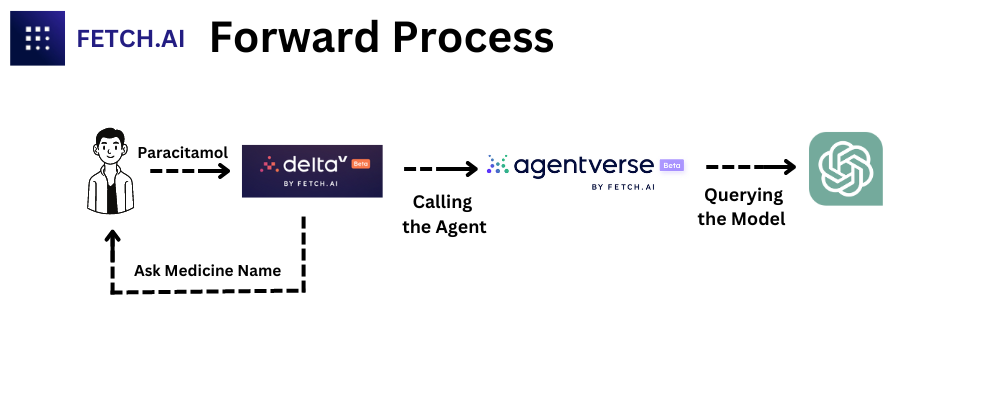 FETCH.AI Forward Process
Paracitamol
deltaV Beta
BY FETCH.AI
agentverse Beta
BY FETCH.AI
Calling
the Agent
Querying
the Model
Ask Medicine Name